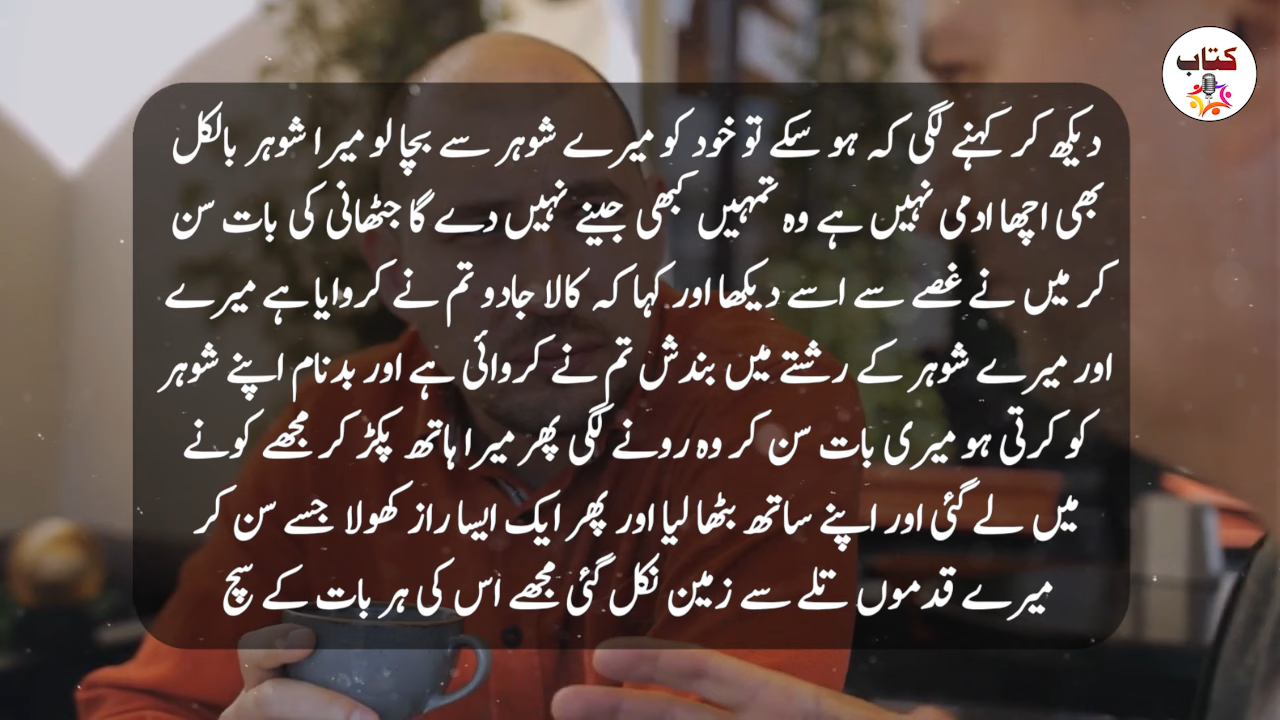 کتاب
دیکھ کر کہنے لگی کہ ہو سکے تو خود کو میرے شوہر سے بچا لو میرا شوہر بالکل
بھی اچھا ادمی نہیں ہے وہ تمہیں کبھی جینے نہیں دے گا جٹھانی کی بات سن
کر میں نے غصے سے اسے دیکھا اور کہا کہ کالا جادو تم نے کروایا ہے میرے
اور میرے شوہر کے رشتے میں بندش تم نے کروائی ہے اور بدنام اپنے شوہر
کو کرتی ہو میری بات سن کر وہ رونے لگی پھر میرا ہاتھ پکڑ کر مجھے کونے
میں لے گئی اور اپنے ساتھ بٹھا لیا اور پھر ایک ایسا راز کھولا جسے سن کر
میرے قدموں تلے سے زمین نکل گئی مجھے اس کی ہر بات کے سچ